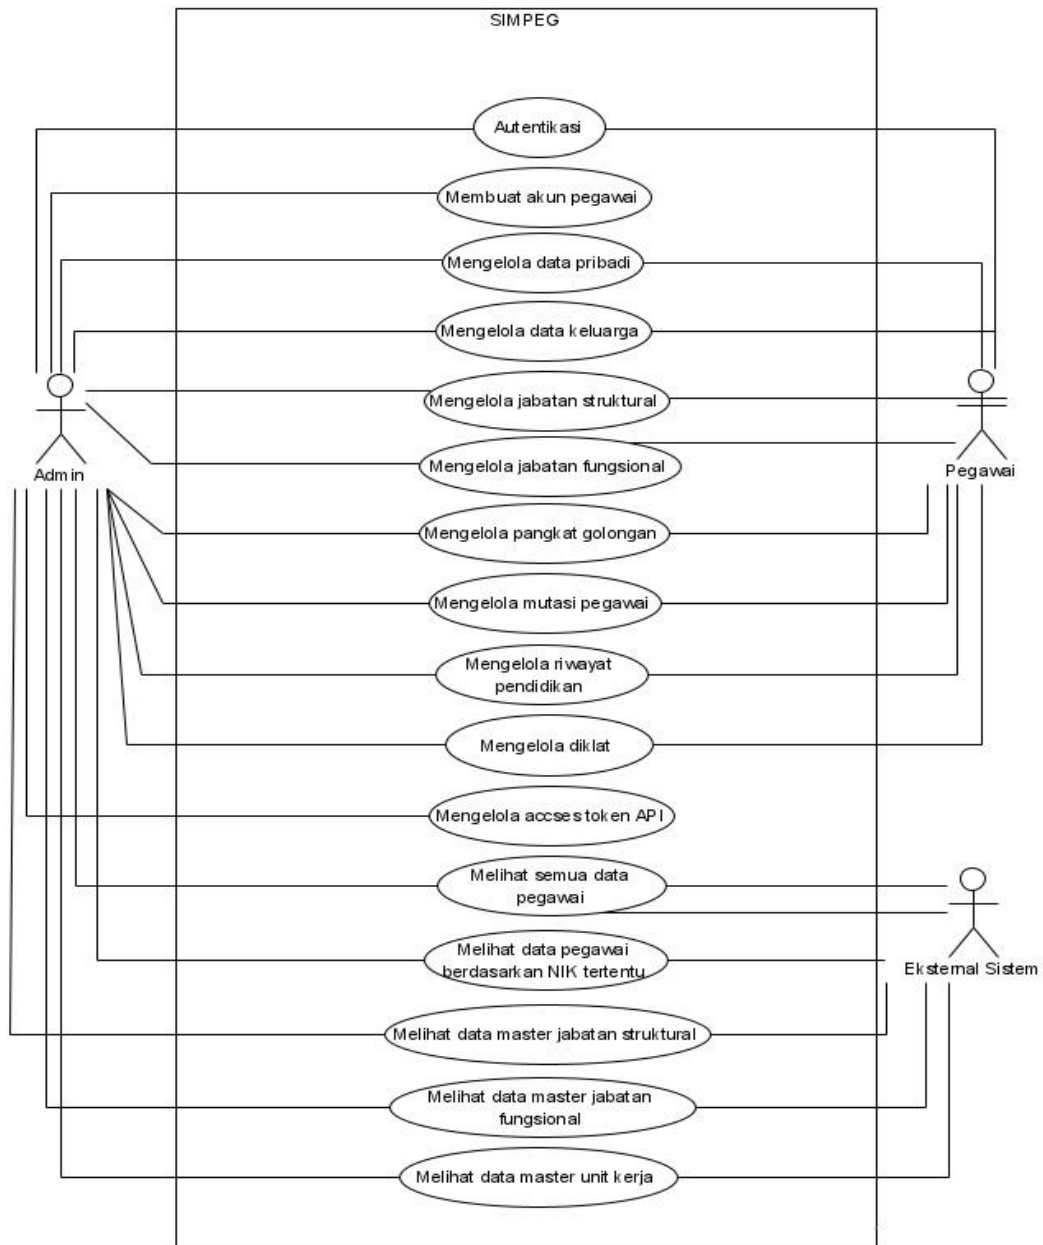 SIMPEG
Autentikasi
Membuat akun pegawai
Mengelola data pribadi
Mengelola data keluarga
Mengelola jabatan struktural
Mengelola jabatan fungsional
Admin
Pegawai
Mengelola pangkat golongan
Mengelola mutasi pegawai
Mengelola riwayat
pendidikan
Mengelola diklat
Mengelola accses token API
Melihat semua data
pegawai
Melihat data pegawai
berdasarkan NIK tertentu
Eksternal Sistem
Melihat data master jabatan struktural
Melihat data master jabatan
fungsional
Melihat data master unit kerja